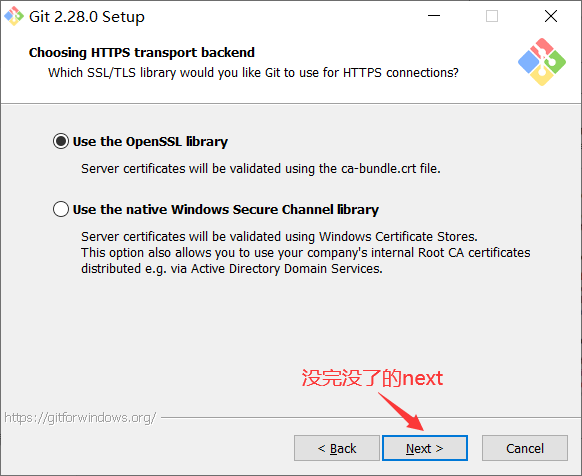 Git 2.28.0 Setup
Choosing HTTPS transport backend
Which SSL/TLS library would you like Git to use for HTTPS connections?
Use the OpenSSL library
Server certificates will be validated using the ca-bundle.crt file.
Use the native Windows Secure Channel library
Server certificates will be validated using Windows Certificate Stores.
This option also allows you to use your company's internal Root CA certificates
distributed e.g. via Active Directory Domain Services.
没完没了的next
https://gitforwindows.org/
< Back
Next >
Cancel